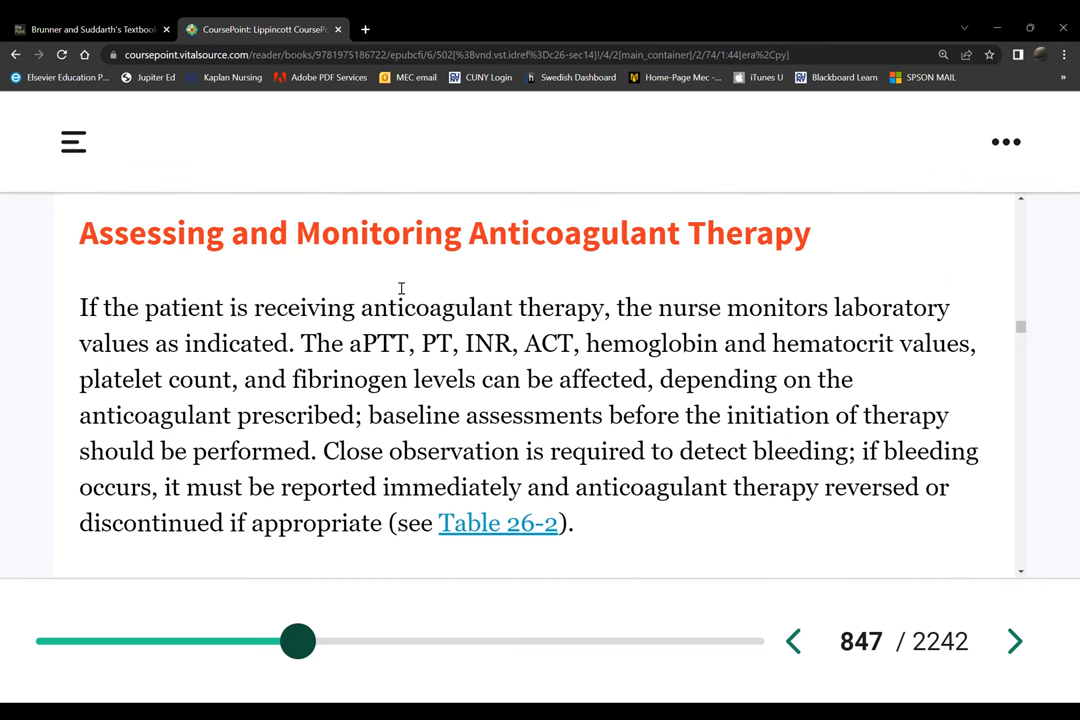 Brunner and Suddarth's Textbook
CoursePoint: Lippincott CourseP
coursepoint.vitalsource.com/reader/books/9781975186722/epubcfi/6/502[%3Bvnd.vst.idref%3Dc26-sec14]!/4/2[main_container]/2/74/1:44[era%2Cpy]
Elsevier Education P... Jupiter Ed Kaplan Nursing Adobe PDF Services MEC email CUNY Login Swedish Dashboard Home-Page Mec -... iTunes U Blackboard Learn SPSON MAIL »
Assessing and Monitoring Anticoagulant Therapy
If the patient is receiving anticoagulant therapy, the nurse monitors laboratory
values as indicated. The aPTT, PT, INR, ACT, hemoglobin and hematocrit values,
platelet count, and fibrinogen levels can be affected, depending on the
anticoagulant prescribed; baseline assessments before the initiation of therapy
should be performed. Close observation is required to detect bleeding; if bleeding
occurs, it must be reported immediately and anticoagulant therapy reversed or
discontinued if appropriate (see Table 26-2).
847 / 2242